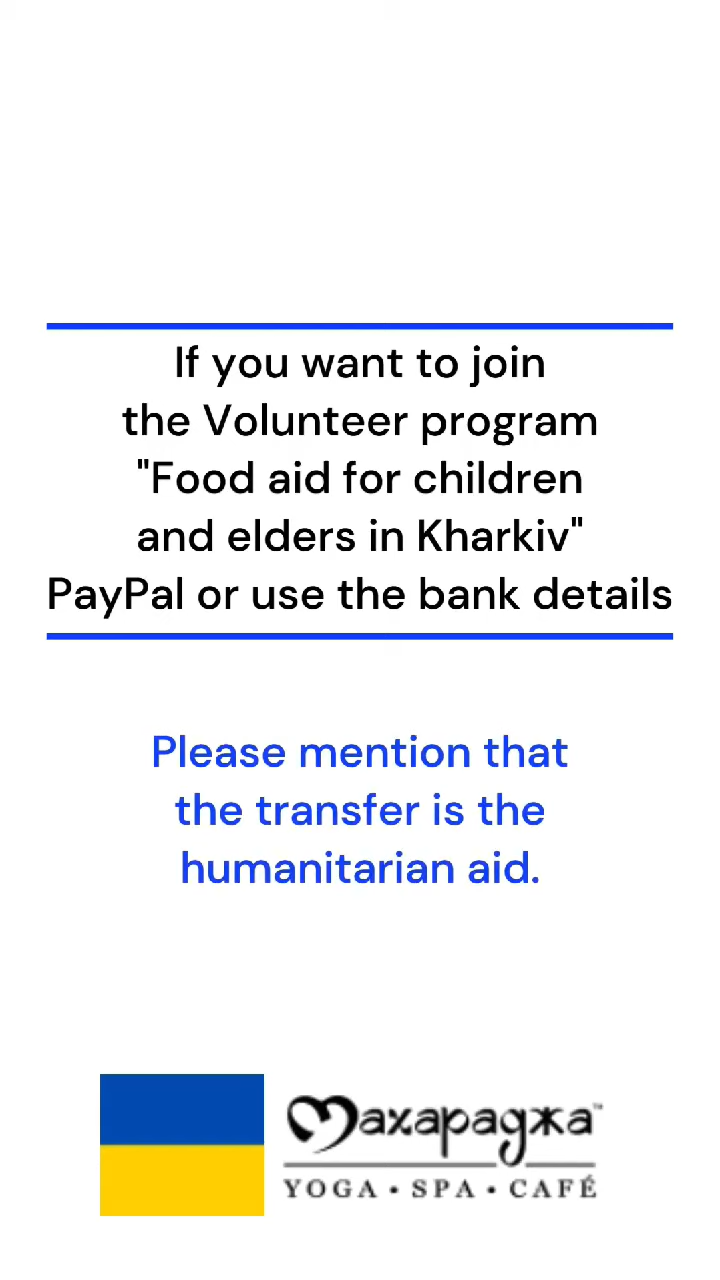 If you want to join
the Volunteer program
"Food aid for children
and elders in Kharkiv"
PayPal or use the bank details
Please mention that
the transfer is the
humanitarian aid.
Махараджа™
YOGA • SPA • CAFÉ